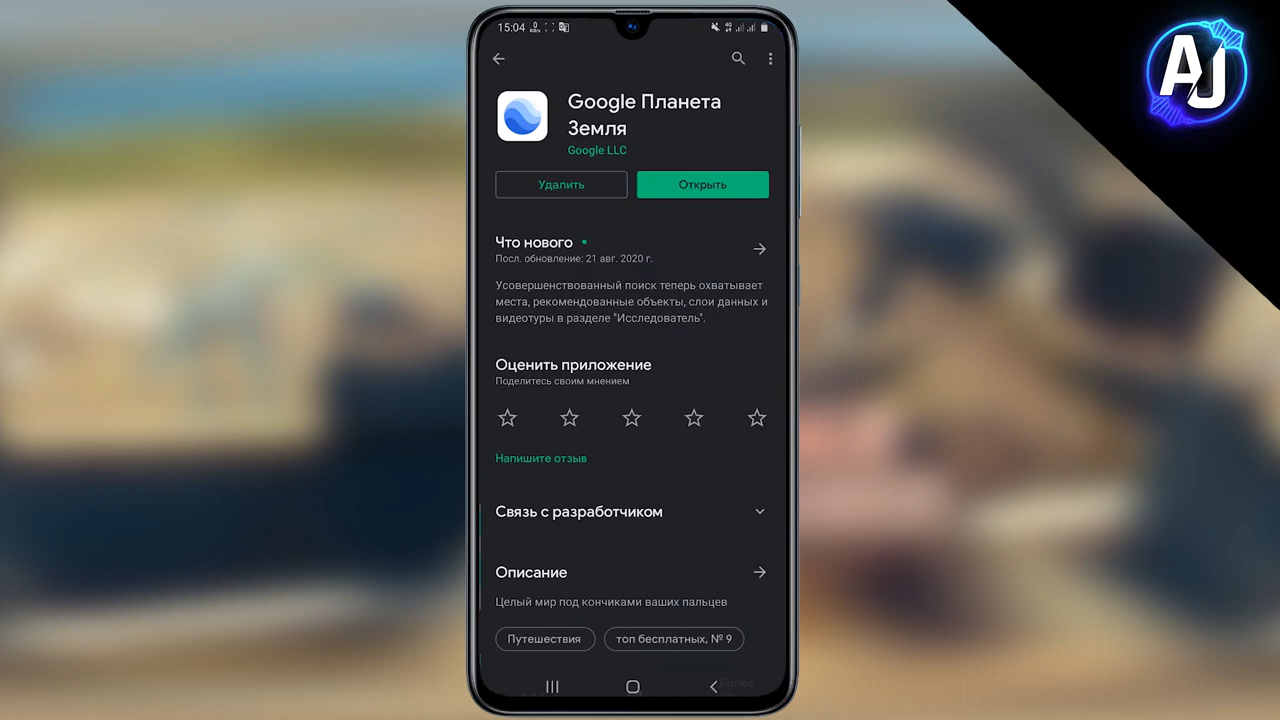 15:04
AJ
Google Планета
Земля
Google LLC
Удалить
Открыть
Что нового
Посл. обновление: 21 авг. 2020 г.
Усовершенствованный поиск теперь охватывает
места, рекомендованные объекты, слои данных и
видеотуры в разделе "Исследователь".
Оценить приложение
Поделитесь своим мнением
Напишите отзыв
Связь с разработчиком
Описание
Целый мир под кончиками ваших пальцев
Путешествия
топ бесплатных, № 9
Более